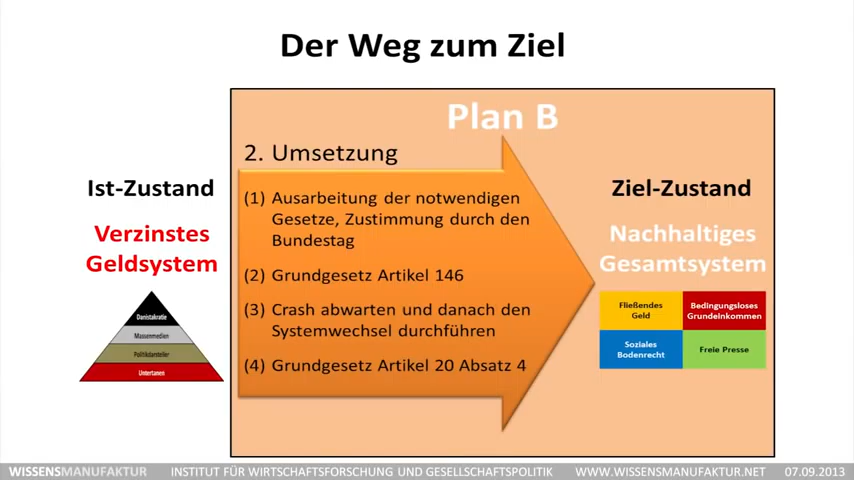 Der Weg zum Ziel
Plan B
2. Umsetzung
Ist-Zustand
Verzinstes
Geldsystem
Danistakratie
Massenmedien
Politikdarsteller
Untertanen
(1) Ausarbeitung der notwendigen
Gesetze, Zustimmung durch den
Bundestag
(2) Grundgesetz Artikel 146
(3) Crash abwarten und danach den
Systemwechsel durchführen
(4) Grundgesetz Artikel 20 Absatz 4
Ziel-Zustand
Nachhaltiges
Gesamtsystem
Fließendes
Geld
Bedingungsloses
Grundeinkommen
Soziales
Bodenrecht
Freie Presse
WISSENSMANUFAKTUR INSTITUT FÜR WIRTSCHAFTSFORSCHUNG UND GESELLSCHAFTSPOLITIK WWW.WISSENSMANUFAKTUR.NET 07.09.2013